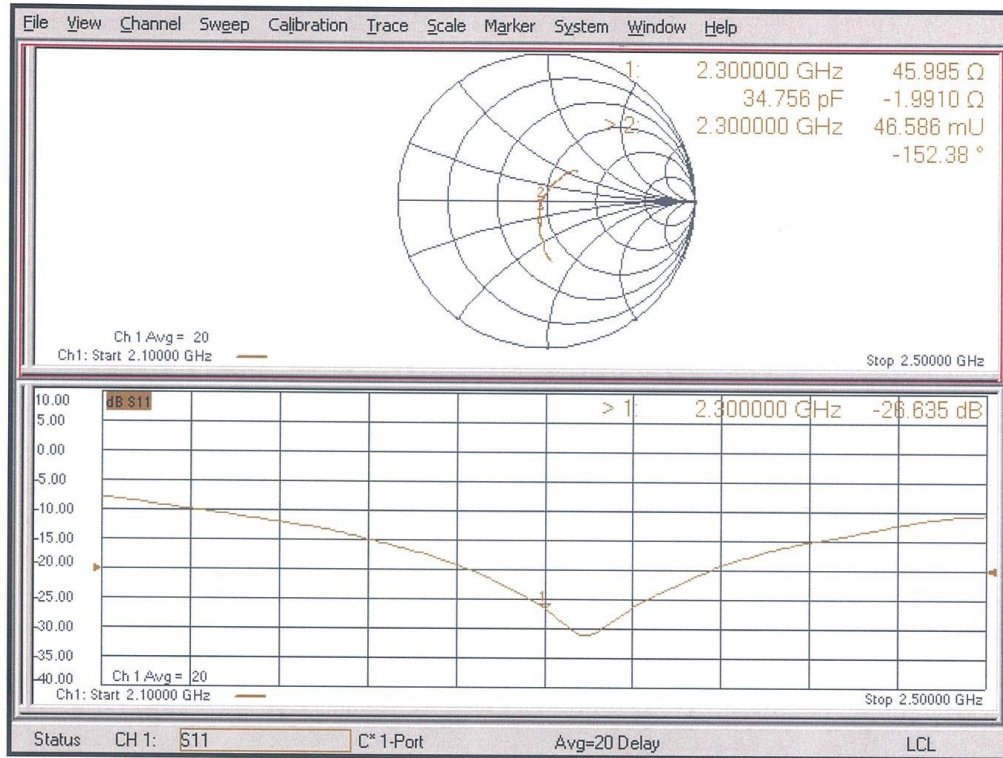 File View Channel Sweep Calibration Trace Scale Marker System Window Help
1: 2.300000 GHz 45.995 Ω
34.756 pF -1.9910 Ω
> 2: 2.300000 GHz 46.586 mU
-152.38 °
2
1
Ch 1 Avg = 20
Ch1: Start 2.10000 GHz
Stop 2.50000 GHz
10.00
dB S11
> 1: 2.300000 GHz -26.635 dB
5.00
0.00
-5.00
-10.00
-15.00
-20.00
-25.00
1
-30.00
-35.00
-40.00
Ch 1 Avg = 20
Ch1: Start 2.10000 GHz
Stop 2.50000 GHz
Status CH 1: S11 C* 1-Port Avg=20 Delay LCL